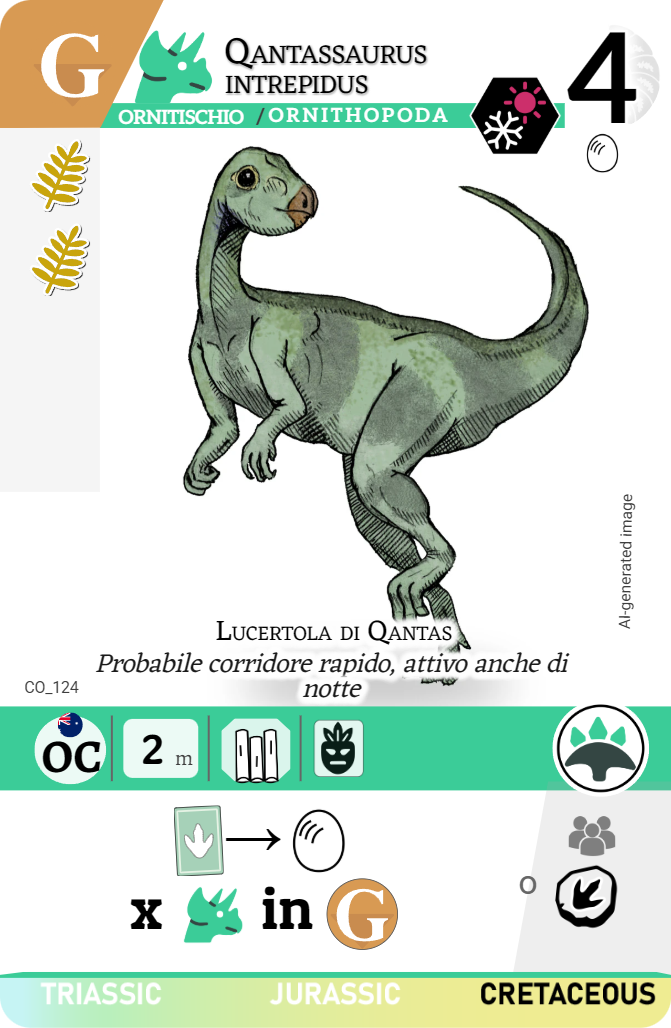 G
QANTASSAURUS
INTREPIDUS
4
ORNITISCHIO / ORNITHOPODA
AI-generated image
LUCERTOLA DI QANTAS
Probabile corridore rapido, attivo anche di
notte
CO_124
OC
2 m
x in G
O
TRIASSIC JURASSIC CRETACEOUS